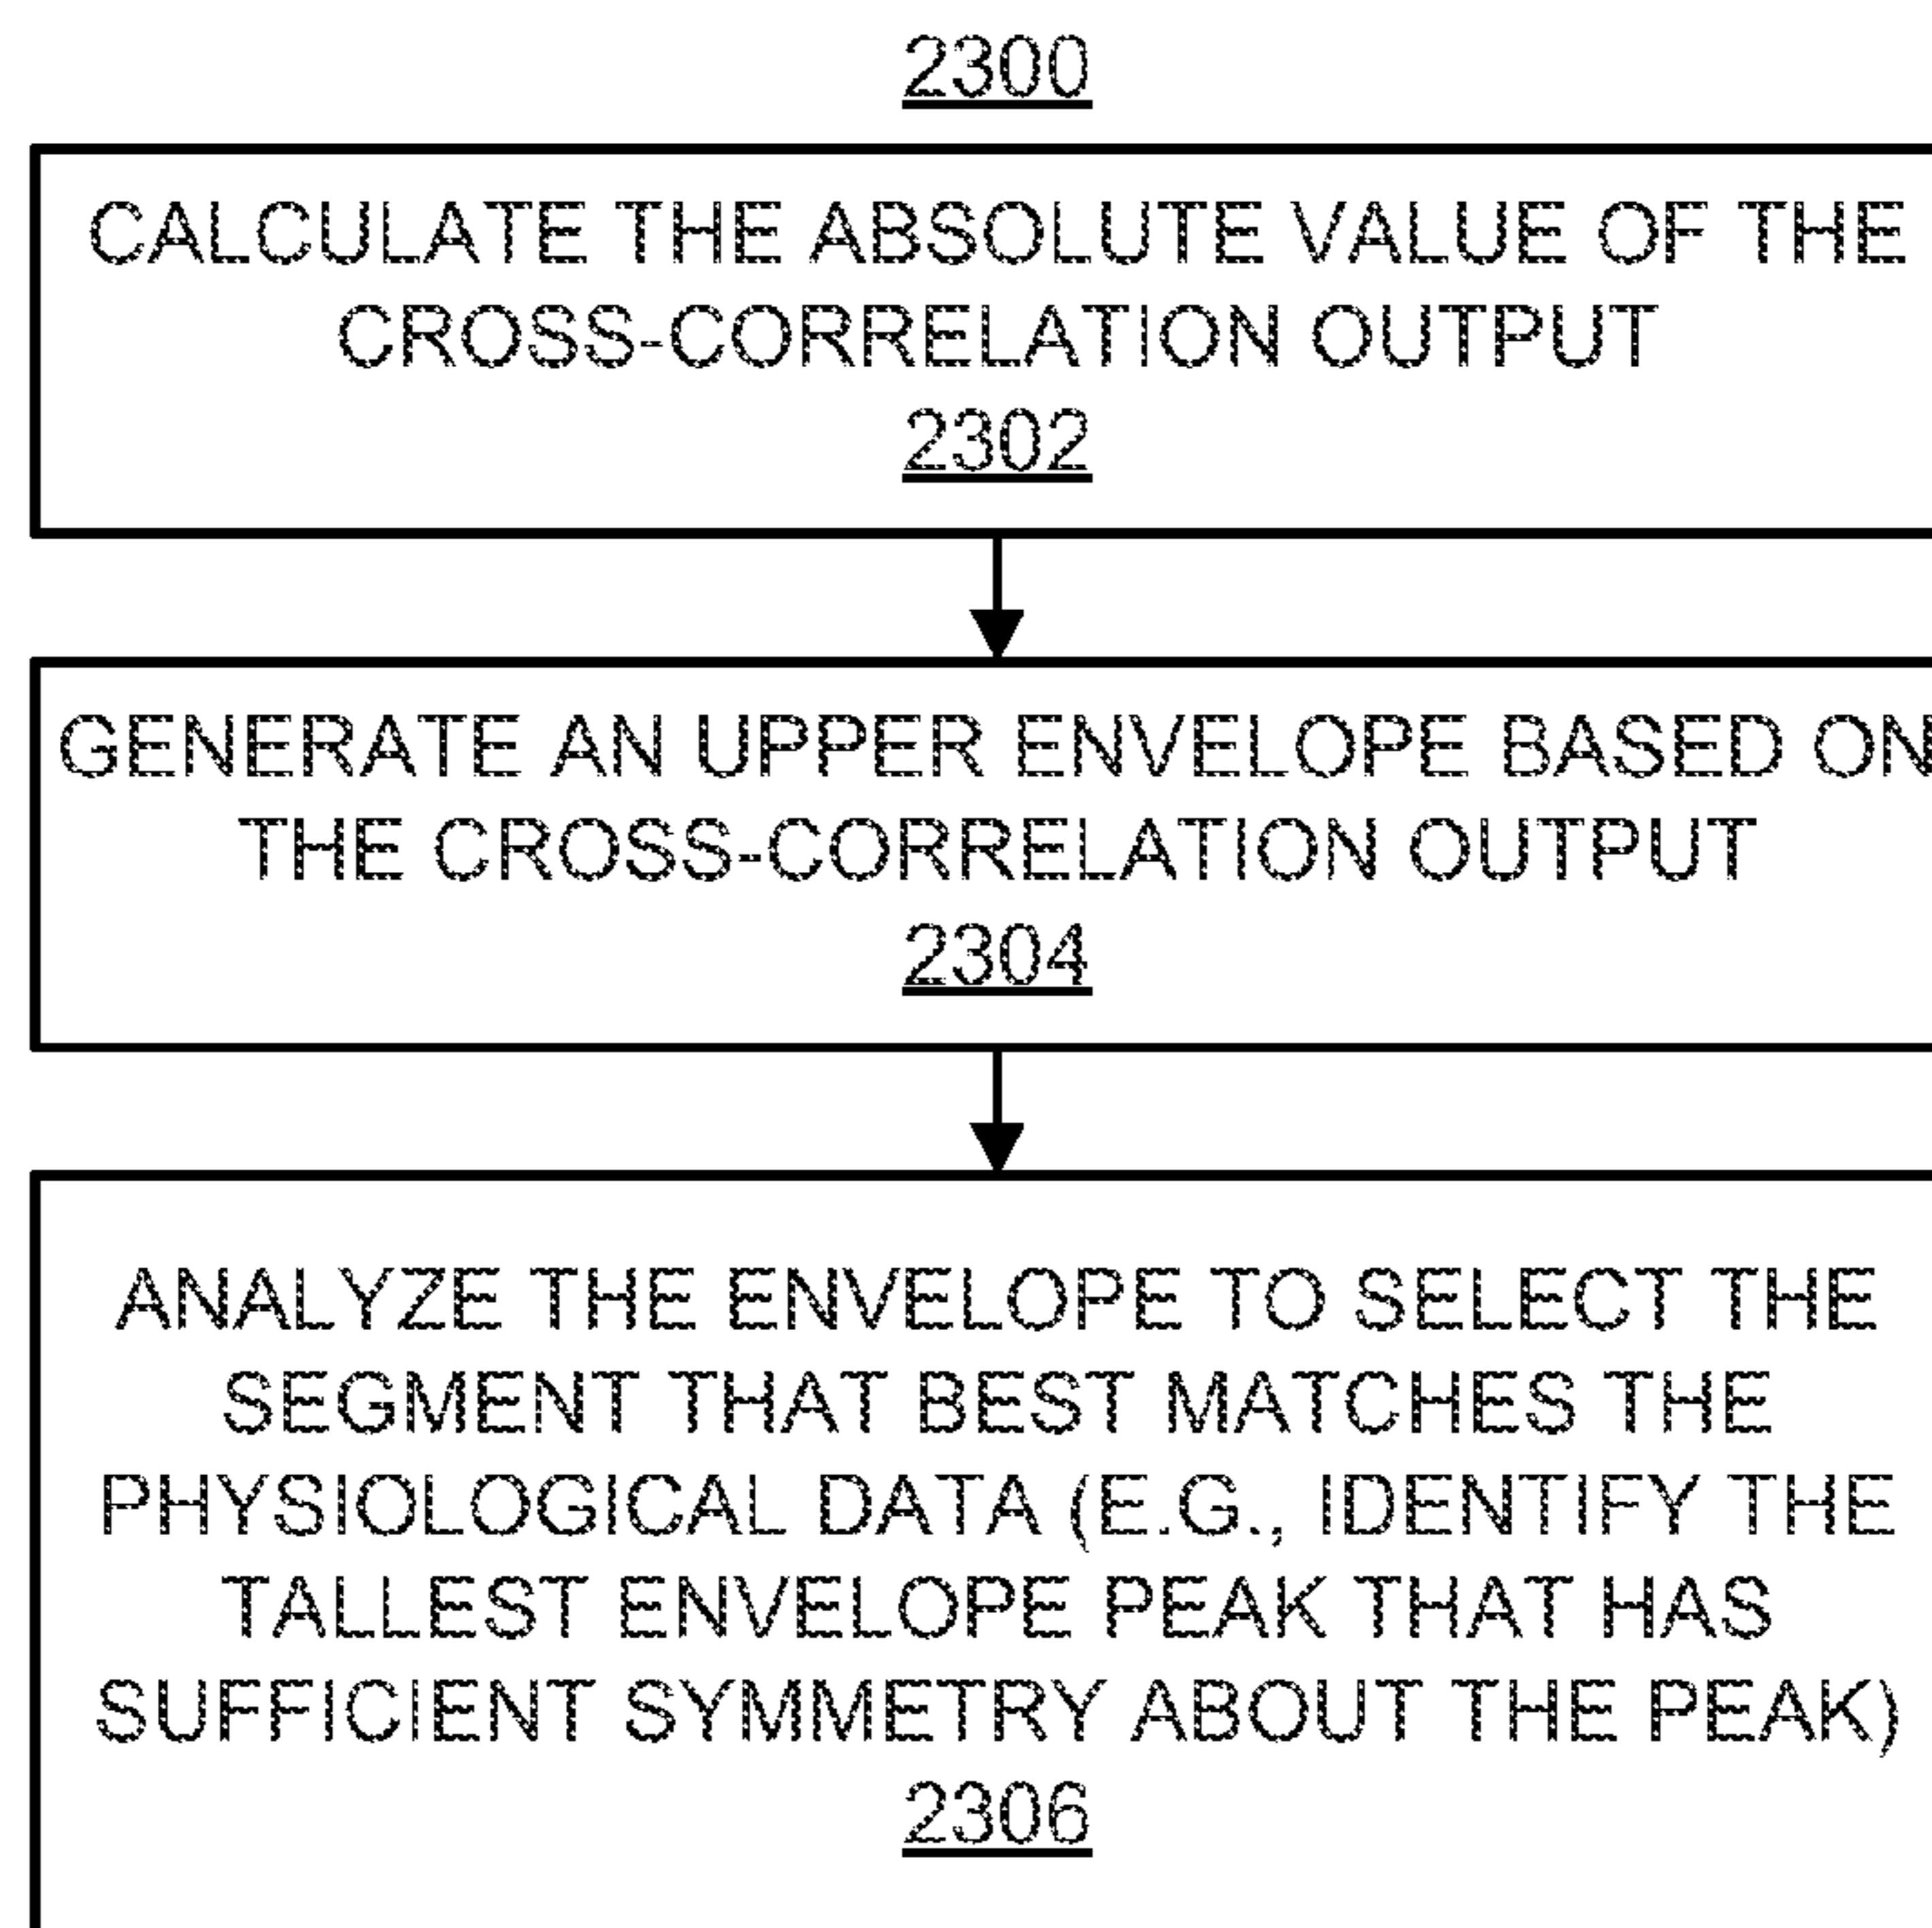 2300
CALCULATE THE ABSOLUTE VALUE OF THE
CROSS-CORRELATION OUTPUT
2302
GENERATE AN UPPER ENVELOPE BASED ON
THE CROSS-CORRELATION OUTPUT
2304
ANALYZE THE ENVELOPE TO SELECT THE
SEGMENT THAT BEST MATCHES THE
PHYSIOLOGICAL DATA (E.G., IDENTIFY THE
TALLEST ENVELOPE PEAK THAT HAS
SUFFICIENT SYMMETRY ABOUT THE PEAK)
2306